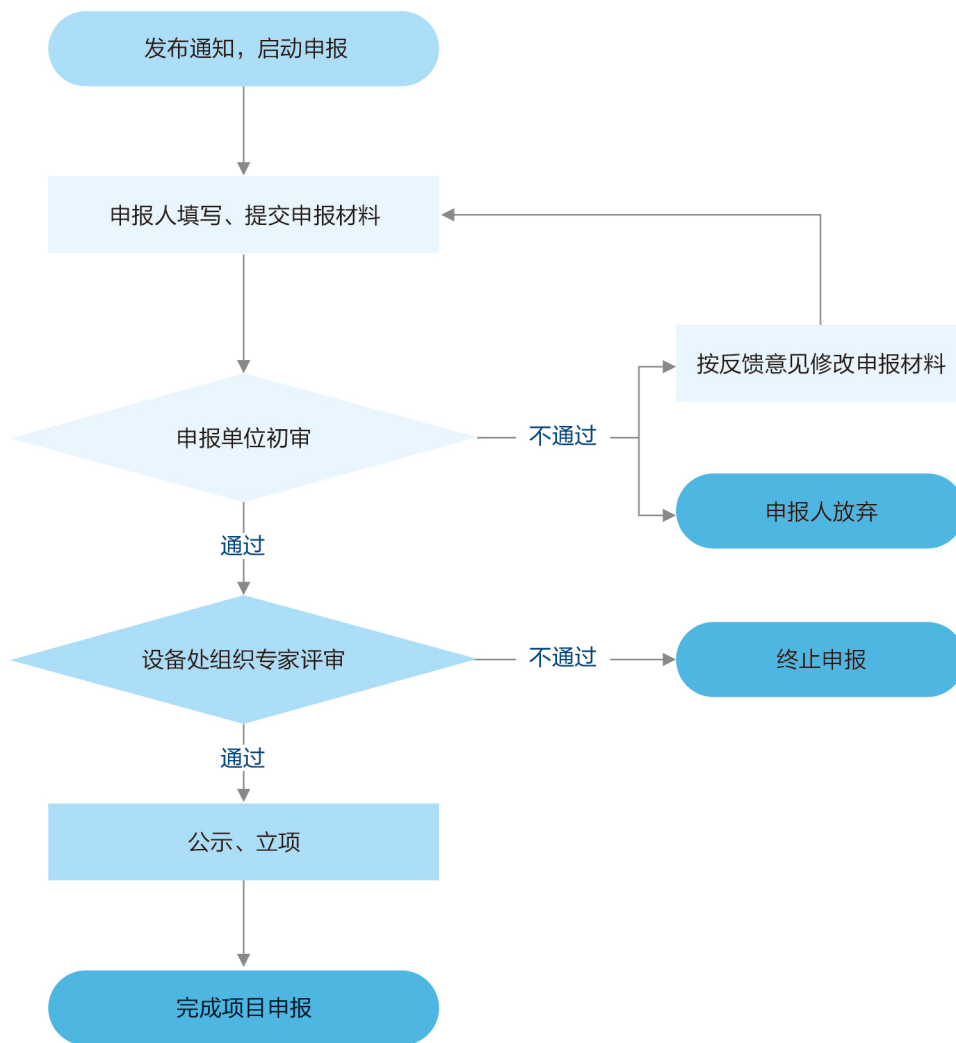 发布通知，启动申报
申报人填写、提交申报材料
按反馈意见修改申报材料
申报单位初审
不通过
申报人放弃
通过
设备处组织专家评审
不通过
终止申报
通过
公示、立项
完成项目申报